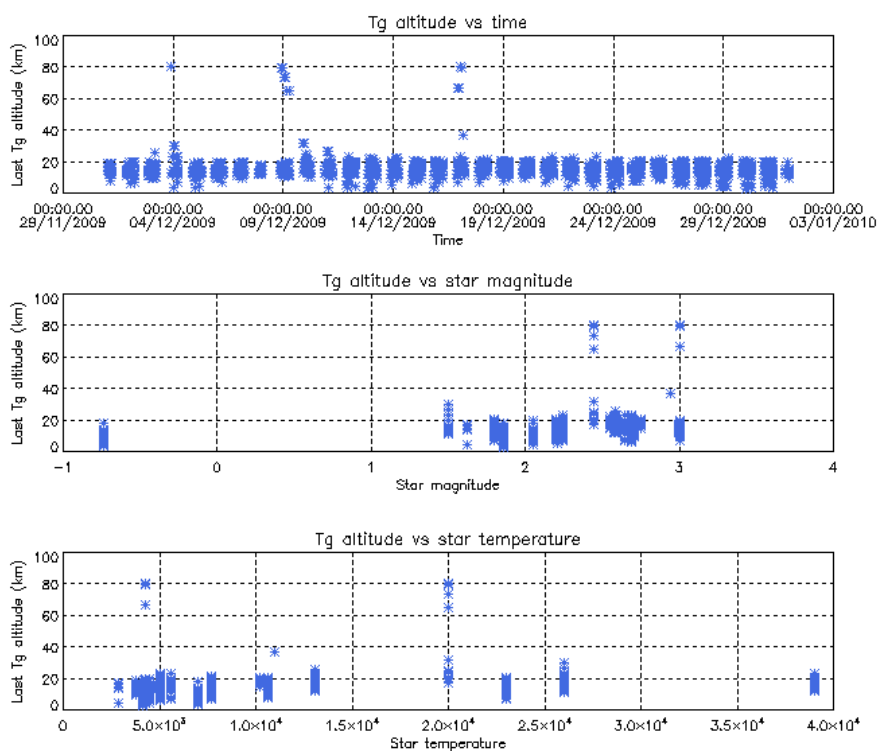 Tg altitude vs time
Last Tg altitude (km)
100
80
60
40
20
0
00:00.00 00:00.00 00:00.00 00:00.00 00:00.00 00:00.00 00:00.00 00:00.00
29/11/2009 04/12/2009 09/12/2009 14/12/2009 19/12/2009 24/12/2009 29/12/2009 03/01/2010
Time
Tg altitude vs star magnitude
Last Tg altitude (km)
100
80
60
40
20
0
-1 0 1 2 3 4
Star magnitude
Tg altitude vs star temperature
Last Tg altitude (km)
100
80
60
40
20
0
0 5.0×10³ 1.0×10⁴ 1.5×10⁴ 2.0×10⁴ 2.5×10⁴ 3.0×10⁴ 3.5×10⁴ 4.0×10⁴
Star temperature